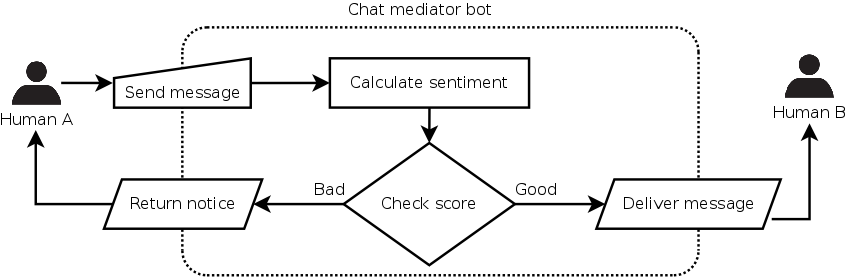 Chat mediator bot
Send message
Calculate sentiment
Human A
Human B
Return notice
Bad
Check score
Good
Deliver message